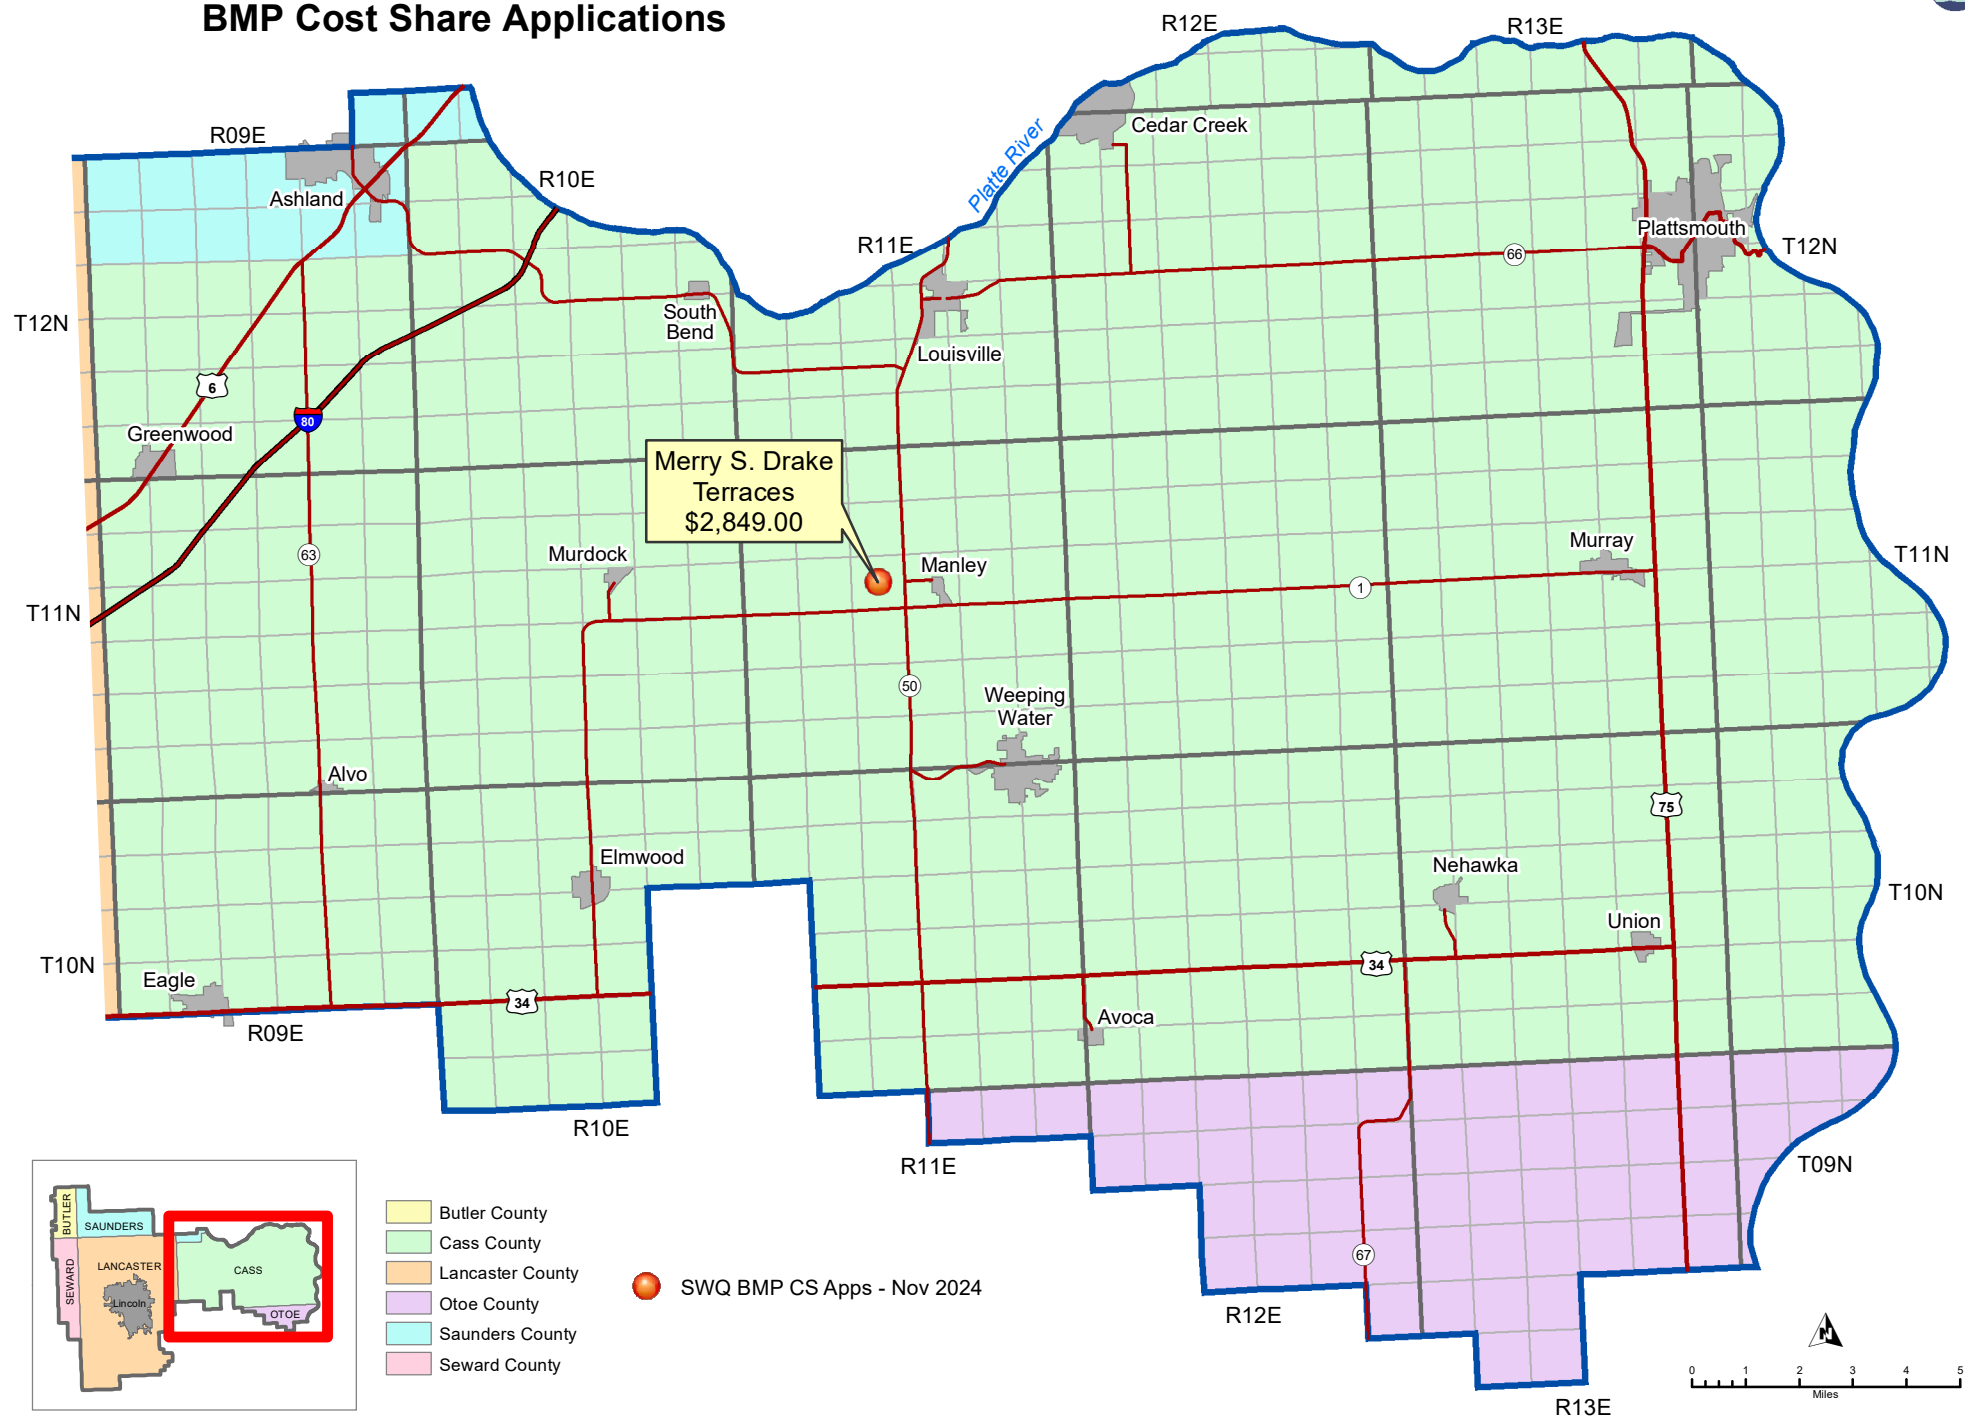 BMP Cost Share Applications
R12E
R13E
R09E
Cedar Creek
Platte River
R10E
Ashland
Plattsmouth
R11E
T12N
66
South
Bend
T12N
Louisville
6
80
Greenwood
Merry S. Drake
Terraces
$2,849.00
63
Murdock
Manley
Murray
T11N
1
T11N
50
Weeping
Water
Alvo
75
Elmwood
Nehawka
T10N
Union
T10N
34
Eagle
34
Avoca
R09E
R10E
R11E
T09N
67
R12E
R13E
BUTLER
SAUNDERS
SEWARD
LANCASTER
Lincoln
CASS
OTOE
Butler County
Cass County
Lancaster County
Otoe County
Saunders County
Seward County
SWQ BMP CS Apps - Nov 2024
N
0 1 2 3 4 5
Miles